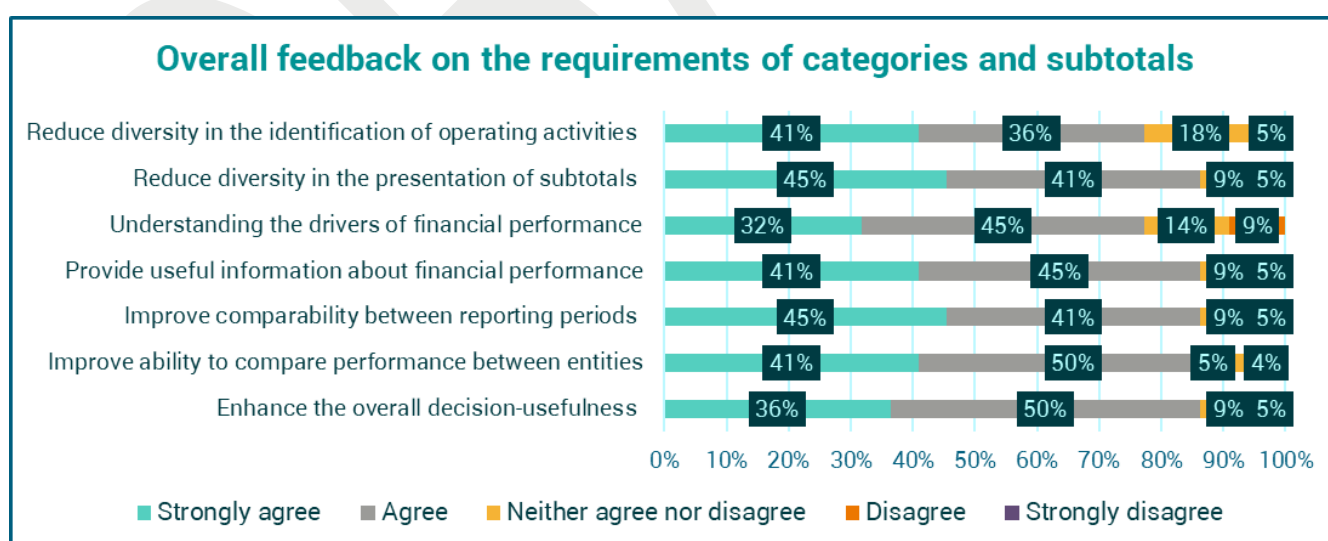 Overall feedback on the requirements of categories and subtotals
Reduce diversity in the identification of operating activities 41% 36% 18% 5%
Reduce diversity in the presentation of subtotals 45% 41% 9% 5%
Understanding the drivers of financial performance 32% 45% 14% 9%
Provide useful information about financial performance 41% 45% 9% 5%
Improve comparability between reporting periods 45% 41% 9% 5%
Improve ability to compare performance between entities 41% 50% 5% 4%
Enhance the overall decision-usefulness 36% 50% 9% 5%
0% 10% 20% 30% 40% 50% 60% 70% 80% 90% 100%
Strongly agree Agree Neither agree nor disagree Disagree Strongly disagree